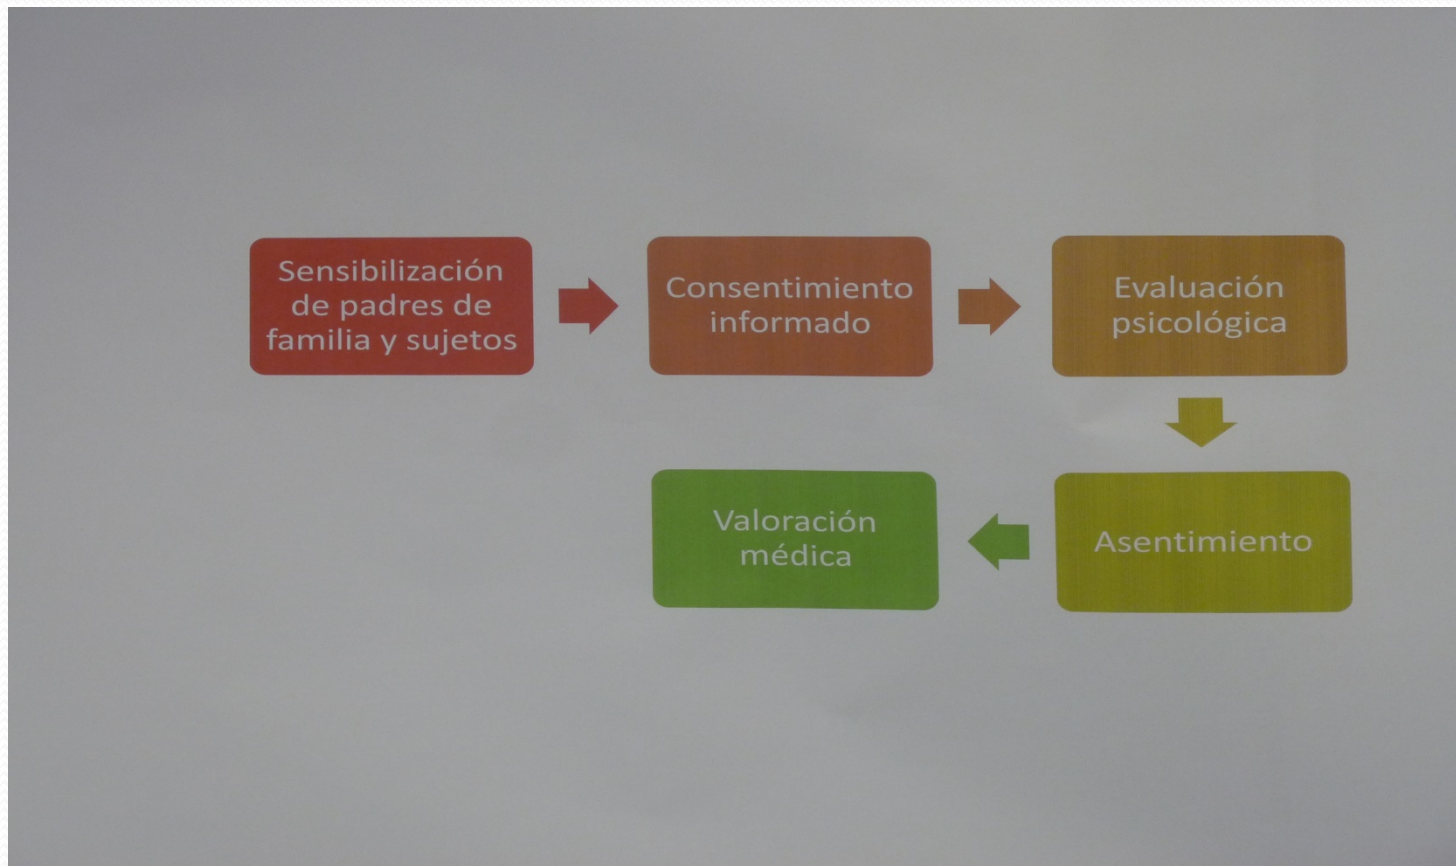 Sensibilización
de padres de
familia y sujetos
Consentimiento
informado
Evaluación
psicológica
Asentimiento
Valoración
médica